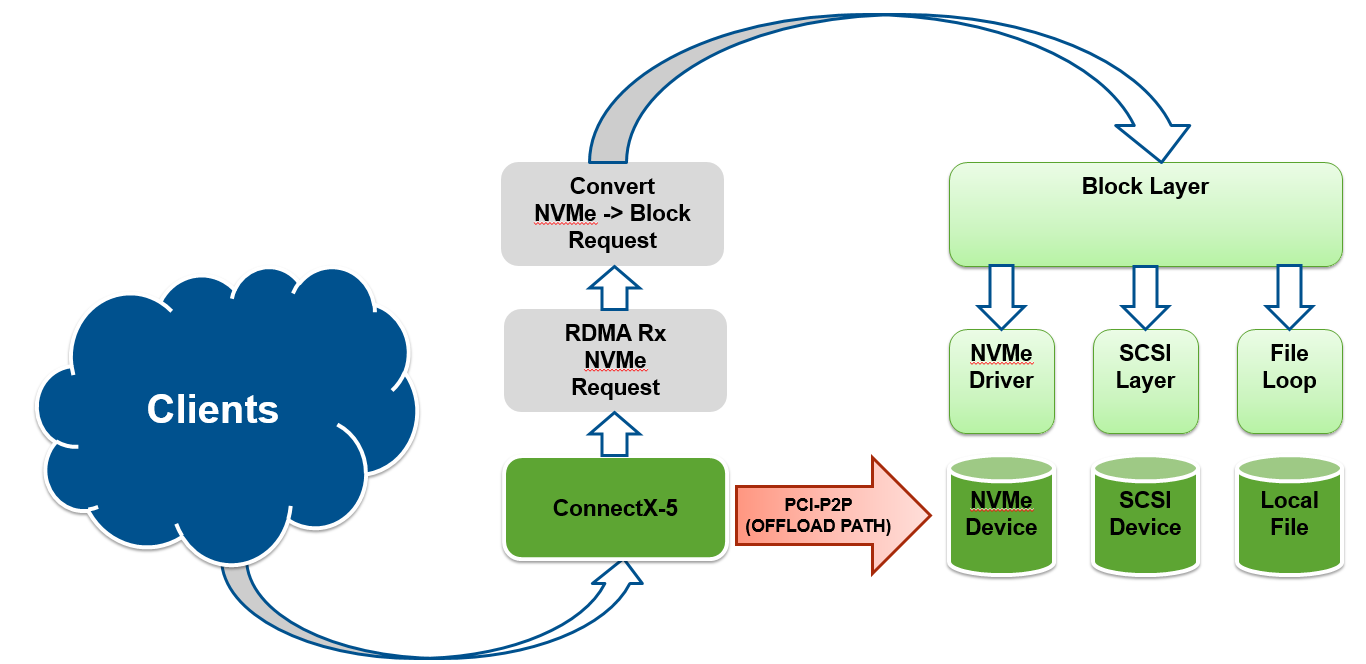 Convert
NVMe -> Block
Request
Block Layer
RDMA Rx
NVMe
Request
NVMe
Driver
SCSI
Layer
File
Loop
Clients
ConnectX-5
PCI-P2P
(OFFLOAD PATH)
NVMe
Device
SCSI
Device
Local
File